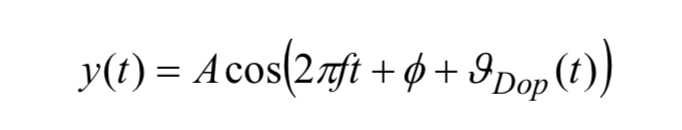 y(t) = A cos(2πft + ϕ + ϑ_Dop(t))